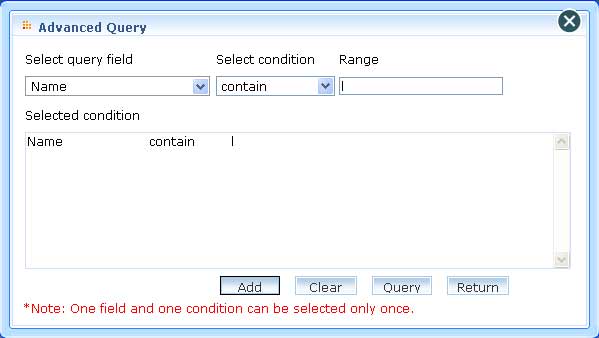 Advanced Query
Select query field Select condition Range
Name contain l
Selected condition
Name contain l
Add Clear Query Return
*Note: One field and one condition can be selected only once.